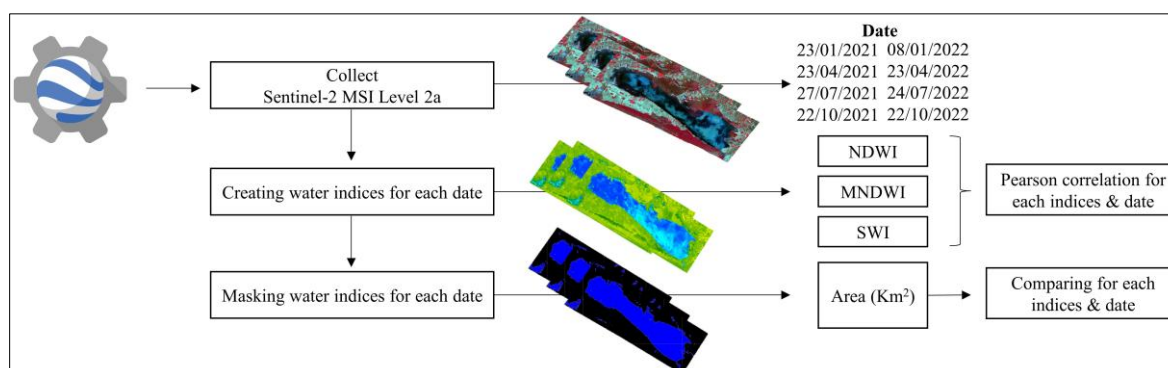 Date
23/01/2021 08/01/2022
23/04/2021 23/04/2022
27/07/2021 24/07/2022
22/10/2021 22/10/2022
Collect
Sentinel-2 MSI Level 2a
Creating water indices for each date
NDWI
MNDWI
SWI
Pearson correlation for
each indices & date
Masking water indices for each date
Area (Km²)
Comparing for each
indices & date